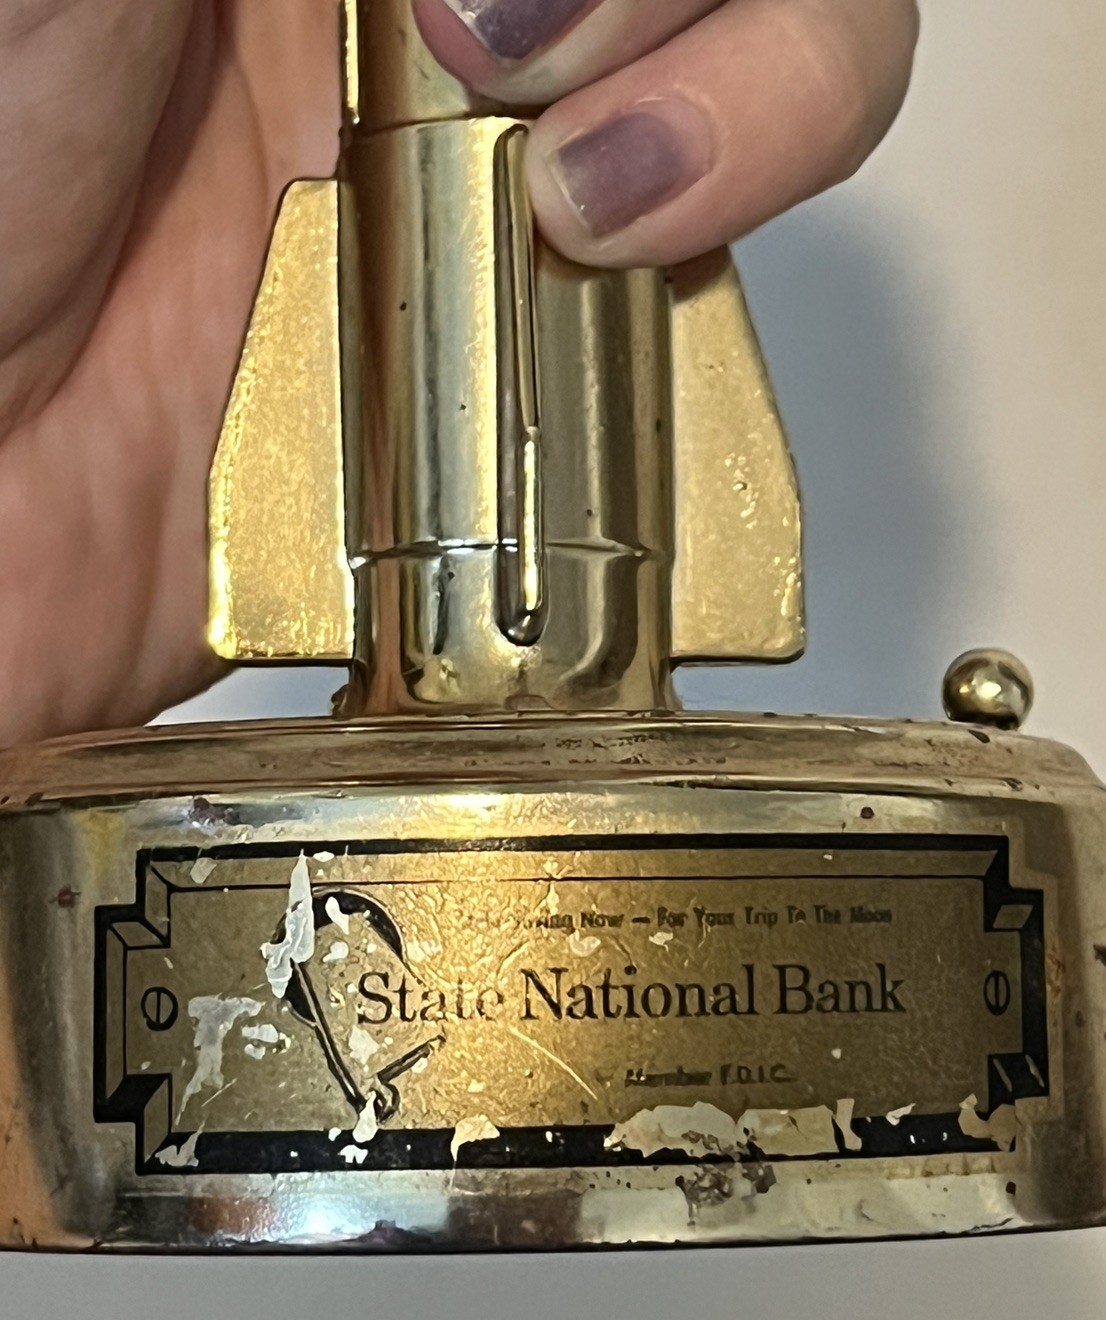 Now — For Your Trip To The Moon
State National Bank
Member F.D.I.C.